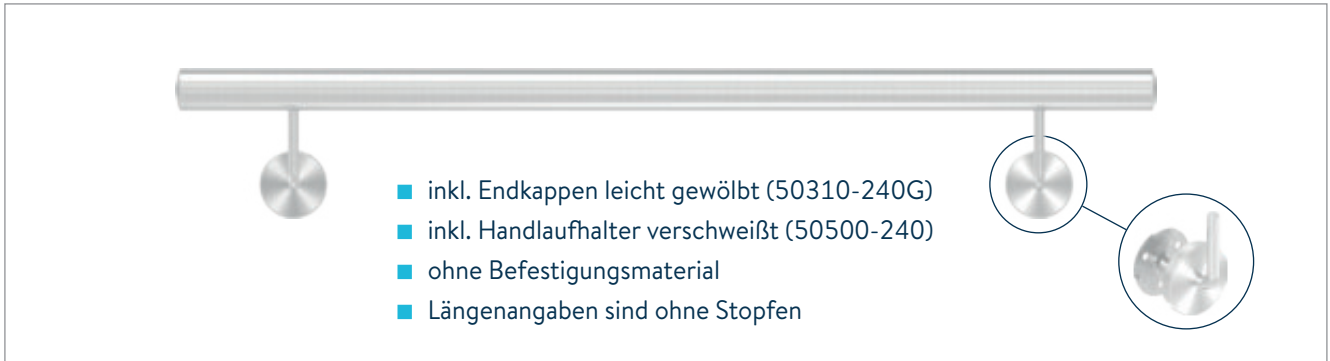 inkl. Endkappen leicht gewölbt (50310-240G)
inkl. Handlaufhalter verschweißt (50500-240)
ohne Befestigungsmaterial
Längenangaben sind ohne Stopfen